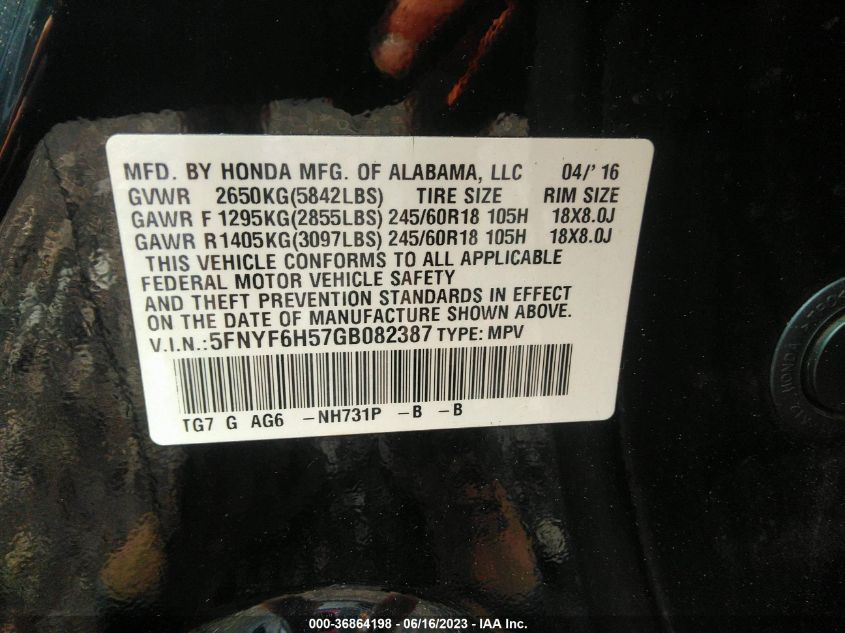 MFD. BY HONDA MFG. OF ALABAMA, LLC 04/' 16
GVWR 2650KG(5842LBS) TIRE SIZE RIM SIZE
GAWR F 1295KG(2855LBS) 245/60R18 105H 18X8.0J
GAWR R1405KG(3097LBS) 245/60R18 105H 18X8.0J
THIS VEHICLE CONFORMS TO ALL APPLICABLE
FEDERAL MOTOR VEHICLE SAFETY
AND THEFT PREVENTION STANDARDS IN EFFECT
ON THE DATE OF MANUFACTURE SHOWN ABOVE.
V.I.N.:5FNYF6H57GB082387 TYPE: MPV
TG7 G AG6 -NH731P -B -B
HONDA
000-36864198 - 06/16/2023 - IAAI.com